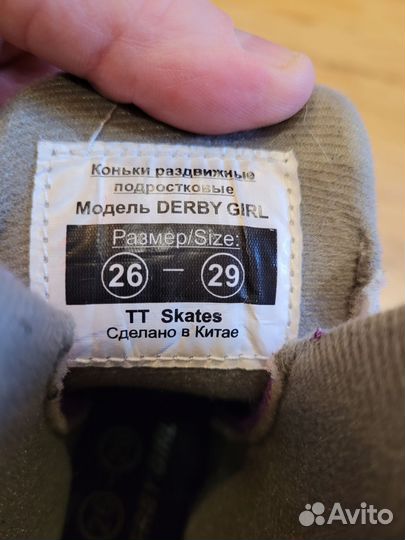 Коньки раздвижные
подростковые
Модель DERBY GIRL
Размер/Size:
26 — 29
TT Skates
Сделано в Китае
Avito